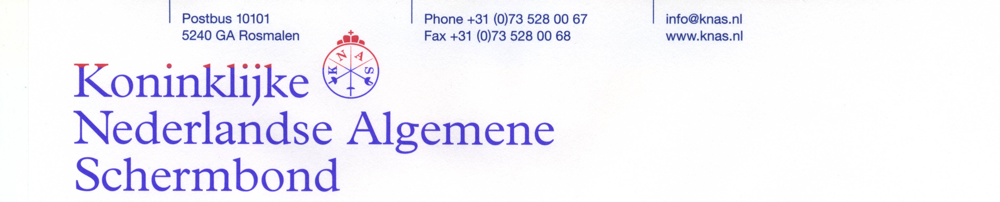 Postbus 10101
5240 GA Rosmalen
Phone +31 (0)73 528 00 67
Fax +31 (0)73 528 00 68
info@knas.nl
www.knas.nl
K N A S
Koninklijke
Nederlandse Algemene
Schermbond